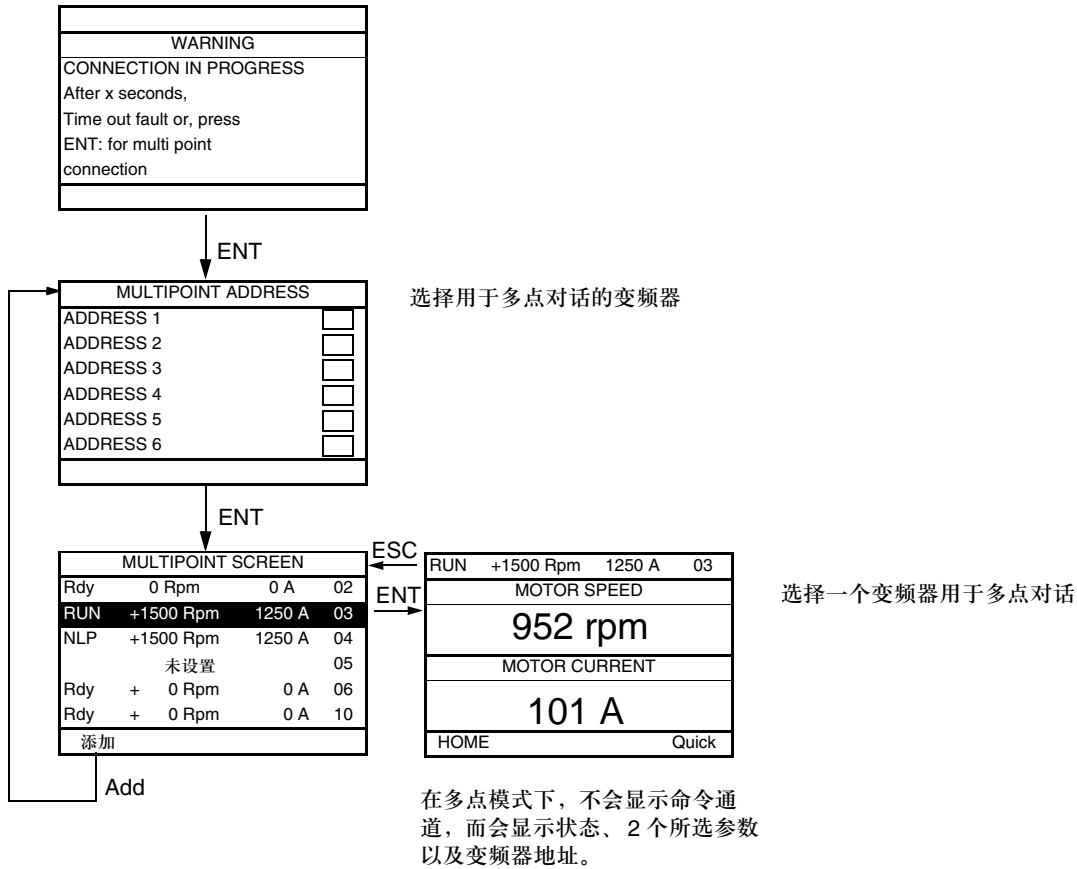 WARNING
CONNECTION IN PROGRESS
After x seconds,
Time out fault or, press
ENT: for multi point
connection
ENT
MULTIPOINT ADDRESS
ADDRESS 1
ADDRESS 2
ADDRESS 3
ADDRESS 4
ADDRESS 5
ADDRESS 6
选择用于多点对话的变频器
ENT
MULTIPOINT SCREEN
Rdy 0 Rpm 0 A 02
RUN +1500 Rpm 1250 A 03
NLP +1500 Rpm 1250 A 04
未设置 05
Rdy + 0 Rpm 0 A 06
Rdy + 0 Rpm 0 A 10
添加
Add
ESC
ENT
RUN +1500 Rpm 1250 A 03
MOTOR SPEED
952 rpm
MOTOR CURRENT
101 A
HOME Quick
选择一个变频器用于多点对话
在多点模式下，不会显示命令通
道，而会显示状态、2 个所选参数
以及变频器地址。